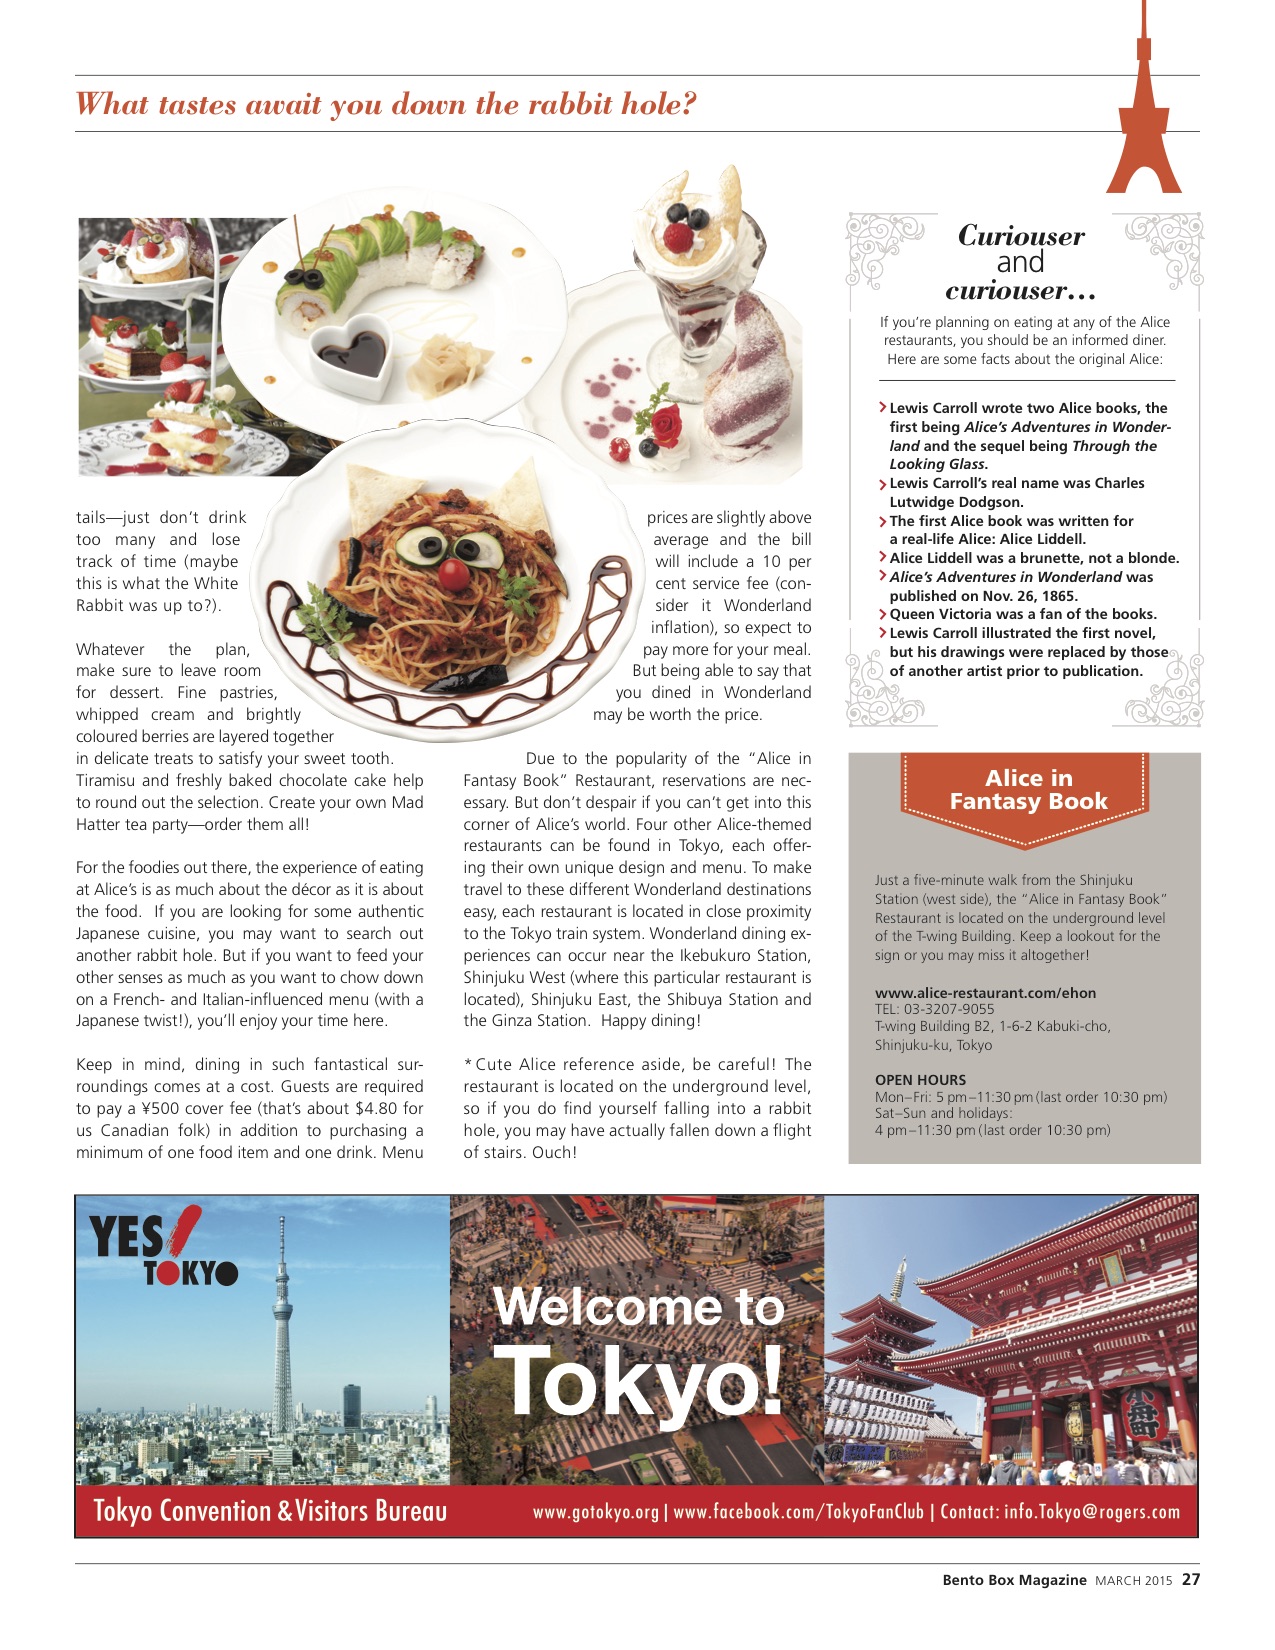 What tastes await you down the rabbit hole?
tails—just don’t drink
too many and lose
track of time (maybe
this is what the White
Rabbit was up to?).
Whatever the plan,
make sure to leave room
for dessert. Fine pastries,
whipped cream and brightly
coloured berries are layered together
in delicate treats to satisfy your sweet tooth.
Tiramisu and freshly baked chocolate cake help
to round out the selection. Create your own Mad
Hatter tea party—order them all!
For the foodies out there, the experience of eating
at Alice’s is as much about the décor as it is about
the food.  If you are looking for some authentic
Japanese cuisine, you may want to search out
another rabbit hole. But if you want to feed your
other senses as much as you want to chow down
on a French- and Italian-influenced menu (with a
Japanese twist!), you’ll enjoy your time here.
Keep in mind, dining in such fantastical sur-
roundings comes at a cost. Guests are required
to pay a ¥500 cover fee (that’s about $4.80 for
us Canadian folk) in addition to purchasing a
minimum of one food item and one drink. Menu
prices are slightly above
average and the bill
will include a 10 per
cent service fee (con-
sider it Wonderland
inflation), so expect to
pay more for your meal.
But being able to say that
you dined in Wonderland
may be worth the price.
Due to the popularity of the “Alice in
Fantasy Book” Restaurant, reservations are nec-
essary. But don’t despair if you can’t get into this
corner of Alice’s world. Four other Alice-themed
restaurants can be found in Tokyo, each offer-
ing their own unique design and menu. To make
travel to these different Wonderland destinations
easy, each restaurant is located in close proximity
to the Tokyo train system. Wonderland dining ex-
periences can occur near the Ikebukuro Station,
Shinjuku West (where this particular restaurant is
located), Shinjuku East, the Shibuya Station and
the Ginza Station.  Happy dining!
* Cute Alice reference aside, be careful! The
restaurant is located on the underground level,
so if you do find yourself falling into a rabbit
hole, you may have actually fallen down a flight
of stairs. Ouch!
Curiouser
and
curiouser…
If you’re planning on eating at any of the Alice
restaurants, you should be an informed diner.
Here are some facts about the original Alice:
Lewis Carroll wrote two Alice books, the
first being Alice’s Adventures in Wonder-
land and the sequel being Through the
Looking Glass.
Lewis Carroll’s real name was Charles
Lutwidge Dodgson.
The first Alice book was written for
a real-life Alice: Alice Liddell.
Alice Liddell was a brunette, not a blonde.
Alice’s Adventures in Wonderland was
published on Nov. 26, 1865.
Queen Victoria was a fan of the books.
Lewis Carroll illustrated the first novel,
but his drawings were replaced by those
of another artist prior to publication.
Alice in
Fantasy Book
Just a five-minute walk from the Shinjuku
Station (west side), the “Alice in Fantasy Book”
Restaurant is located on the underground level
of the T-wing Building. Keep a lookout for the
sign or you may miss it altogether!
www.alice-restaurant.com/ehon
TEL: 03-3207-9055
T-wing Building B2, 1-6-2 Kabuki-cho,
Shinjuku-ku, Tokyo
OPEN HOURS
Mon–Fri: 5 pm–11:30 pm (last order 10:30 pm)
Sat–Sun and holidays:
4 pm–11:30 pm (last order 10:30 pm)
YES!
TOKYO
Welcome to
Tokyo!
小舟町
Tokyo Convention & Visitors Bureau
www.gotokyo.org | www.facebook.com/TokyoFanClub | Contact: info.Tokyo@rogers.com
Bento Box Magazine MARCH 2015 27